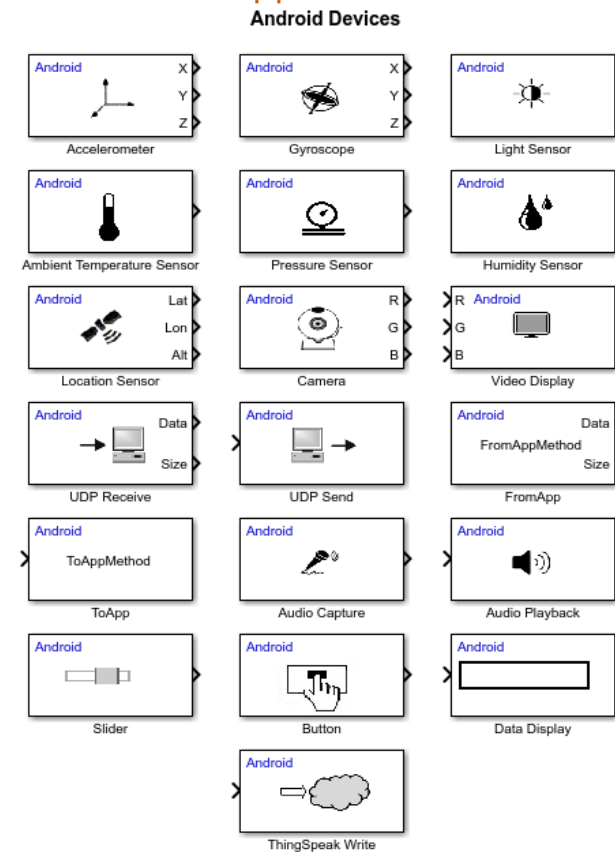 Android Devices
Android X Android X Android
Y Y
Z Z
Accelerometer Gyroscope Light Sensor
Android Android Android
Ambient Temperature Sensor Pressure Sensor Humidity Sensor
Android Lat Android R R Android
Lon G G
Alt B B
Location Sensor Camera Video Display
Android Data Android Android Data
FromAppMethod
Size Size
UDP Receive UDP Send FromApp
Android Android Android
ToAppMethod
ToApp Audio Capture Audio Playback
Android Android Android
Slider Button Data Display
Android
ThingSpeak Write